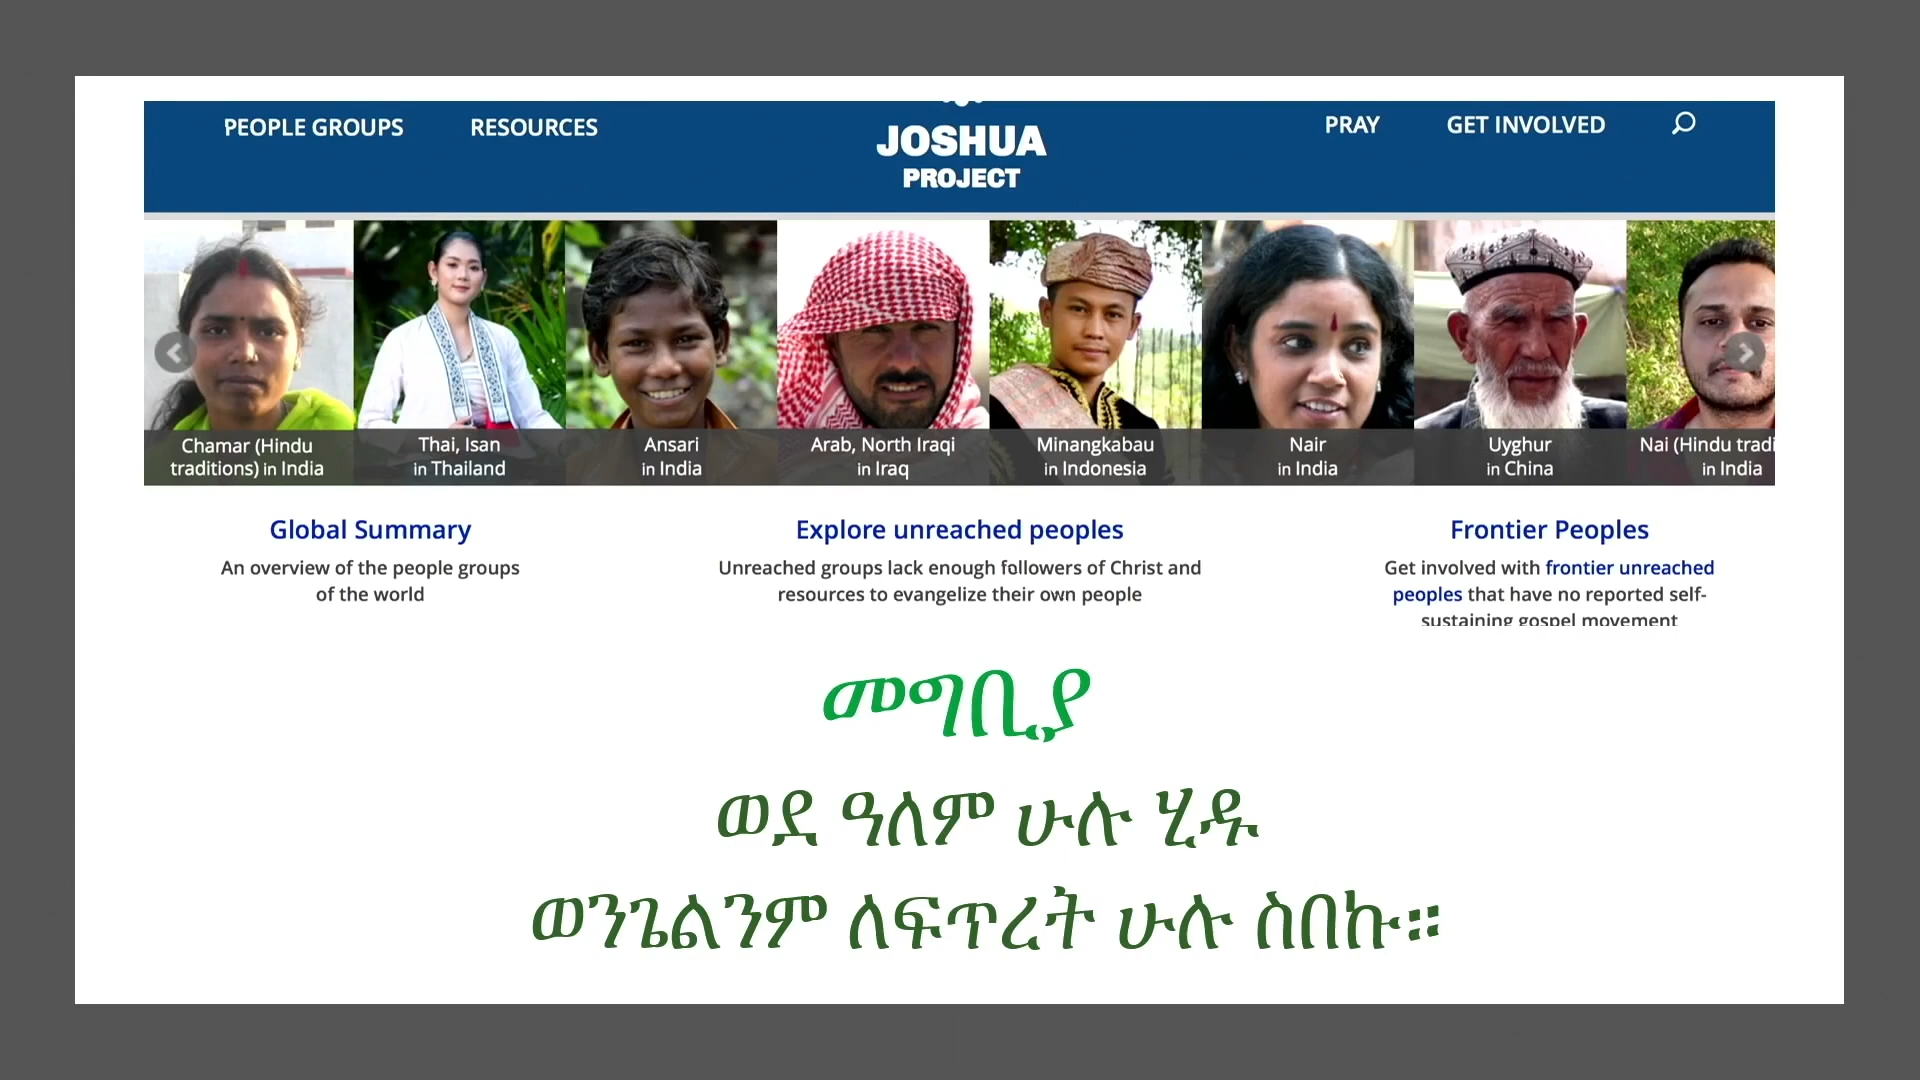 PEOPLE GROUPS RESOURCES JOSHUA PROJECT PRAY GET INVOLVED
Chamar (Hindu traditions) in India
Thai, Isan in Thailand
Ansari in India
Arab, North Iraqi in Iraq
Minangkabau in Indonesia
Nair in India
Uyghur in China
Nai (Hindu tradi in India
Global Summary
An overview of the people groups
of the world
Explore unreached peoples
Unreached groups lack enough followers of Christ and
resources to evangelize their own people
Frontier Peoples
Get involved with frontier unreached
peoples that have no reported self-
sustaining gospel movement
መግቢያ
ወደ ዓለም ሁሉ ሂዱ
ወንጌልንም ለፍጥረት ሁሉ ስበኩ።